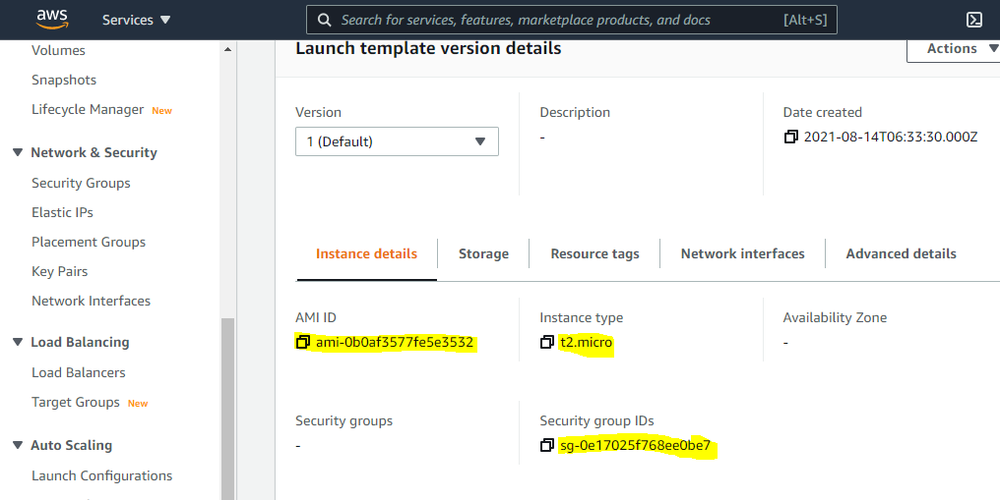 aws
Services
Search for services, features, marketplace products, and docs [Alt+S]
Volumes
Snapshots
Lifecycle Manager New
Network & Security
Security Groups
Elastic IPs
Placement Groups
Key Pairs
Network Interfaces
Load Balancing
Load Balancers
Target Groups New
Auto Scaling
Launch Configurations
Launch template version details
Actions
Version
1 (Default)
Description
-
Date created
2021-08-14T06:33:30.000Z
Instance details Storage Resource tags Network interfaces Advanced details
AMI ID
ami-0b0af3577fe5e3532
Instance type
t2.micro
Availability Zone
-
Security groups
-
Security group IDs
sg-0e17025f768ee0be7